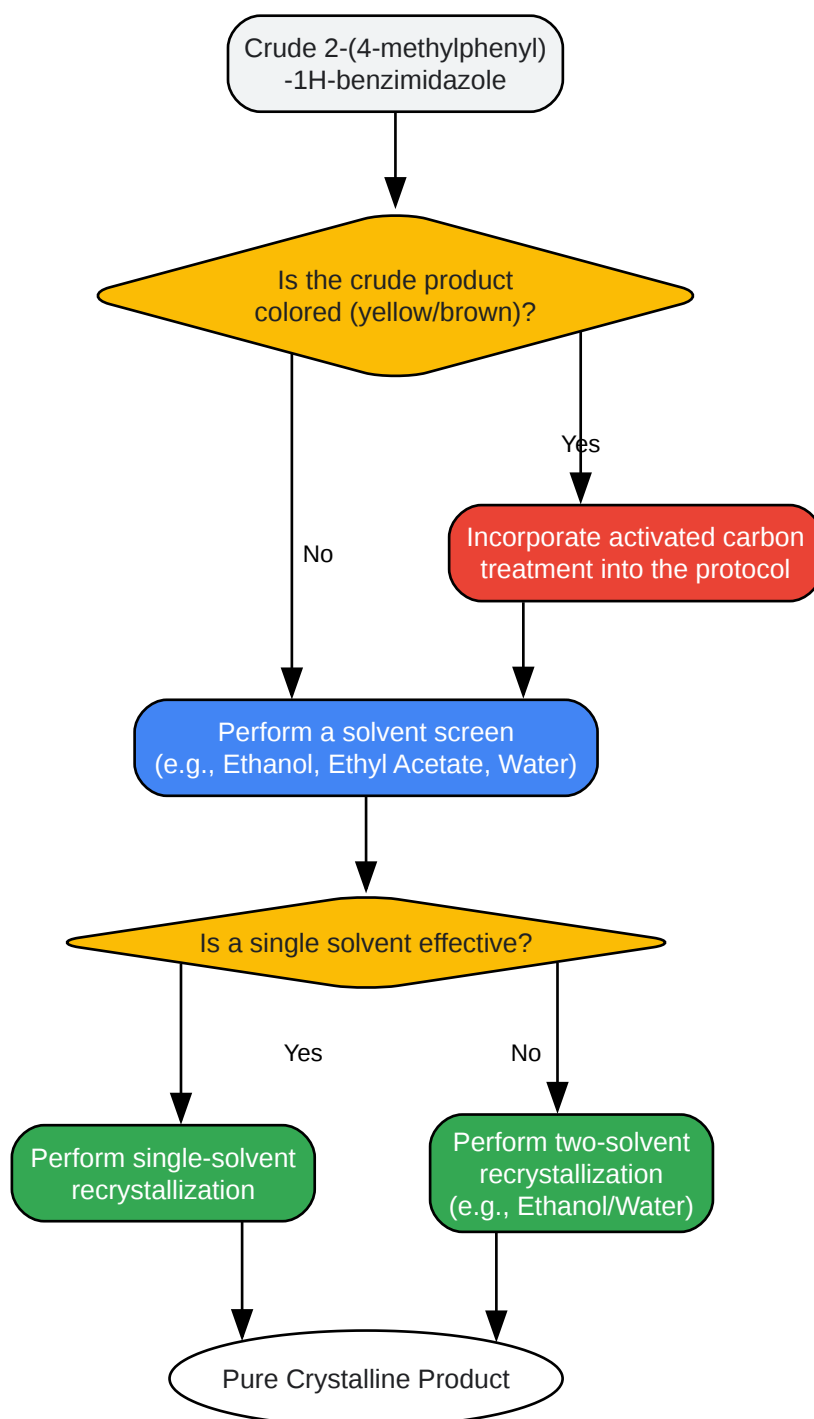 Crude 2-(4-methylphenyl)
-1H-benzimidazole
Is the crude product
colored (yellow/brown)?
Yes
Incorporate activated carbon
treatment into the protocol
No
Perform a solvent screen
(e.g., Ethanol, Ethyl Acetate, Water)
Is a single solvent effective?
Yes
No
Perform single-solvent
recrystallization
Perform two-solvent
recrystallization
(e.g., Ethanol/Water)
Pure Crystalline Product